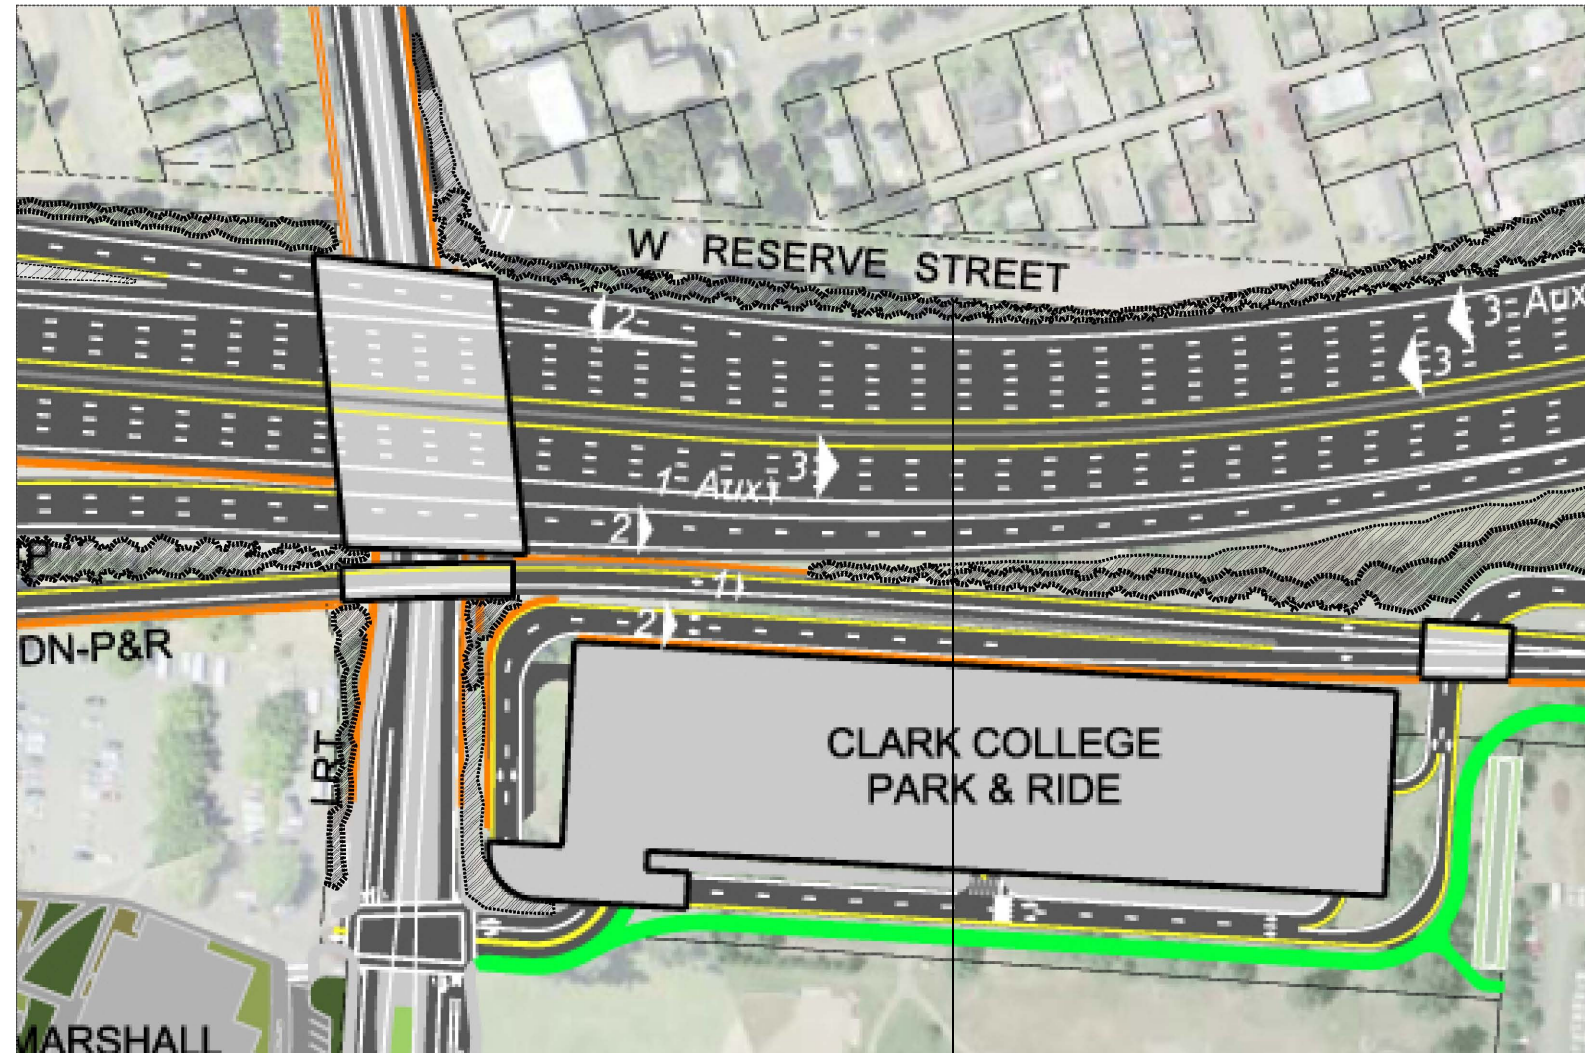 W RESERVE STREET
2
3
Aux
3
3
1
Aux
2
P
1
2
DN-P&R
LRT
CLARK COLLEGE
PARK & RIDE
MARSHALL